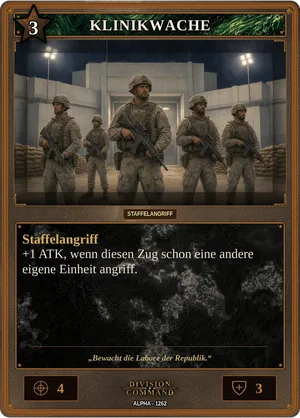 3
KLINIKWACHE
STAFFELANGRIFF
Staffelangriff
+1 ATK, wenn diesen Zug schon eine andere
eigene Einheit angriff.
„Bewacht die Labore der Republik.“
4
DIVISION
COMMAND
ALPHA - 1262
3